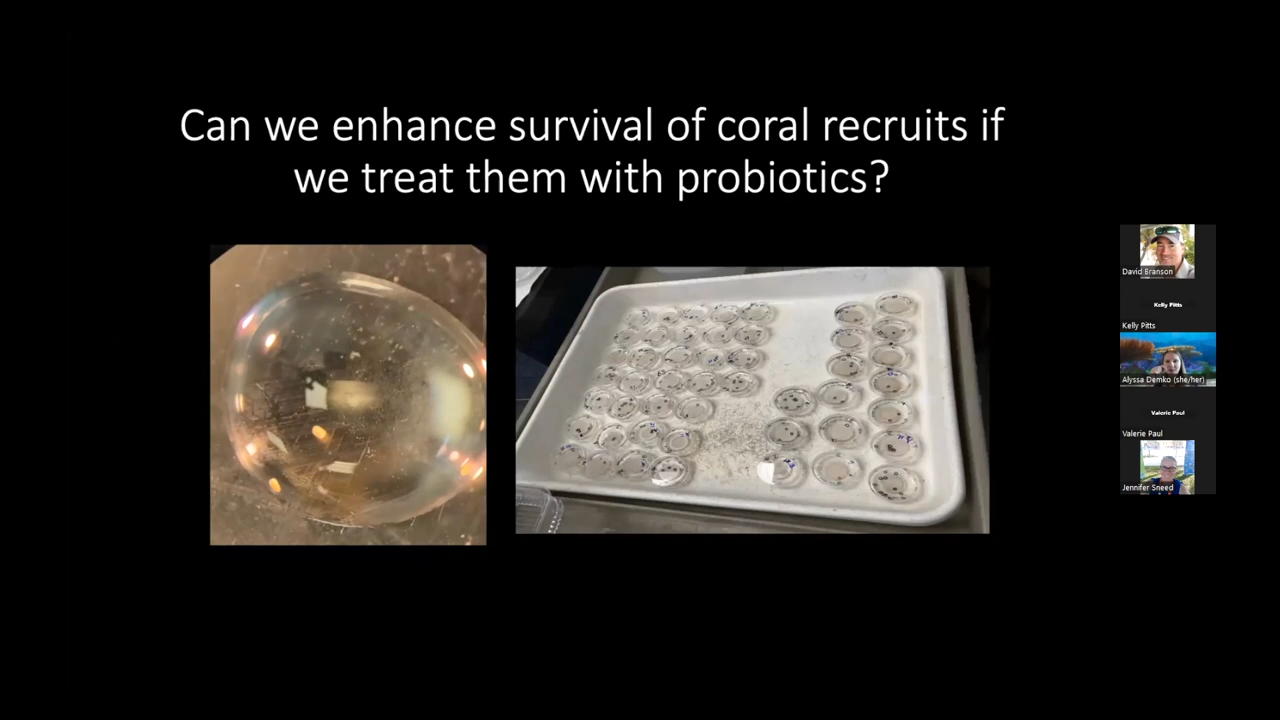 Can we enhance survival of coral recruits if
we treat them with probiotics?
David Branson
Kelly Pitts
Kelly Pitts
Alyssa Demko (she/her)
Valerie Paul
Valerie Paul
Jennifer Sneed